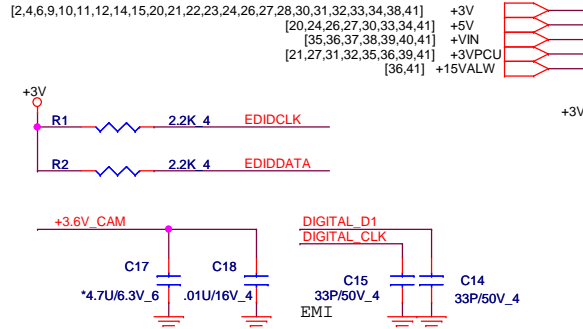 [2,4,6,9,10,11,12,14,15,20,21,22,23,24,26,27,28,30,31,32,33,34,38,41] +3V
[20,24,26,27,30,33,34,41] +5V
[35,36,37,38,39,40,41] +VIN
[21,27,31,32,35,36,39,41] +3VPCU
[36,41] +15VALW
+3V
+3V
R1 2.2K_4 EDIDCLK
R2 2.2K_4 EDIDDATA
+3.6V_CAM
DIGITAL_D1
DIGITAL_CLK
C17 C18
*4.7U/6.3V_6 .01U/16V_4
C15 C14
33P/50V_4 33P/50V_4
EMI